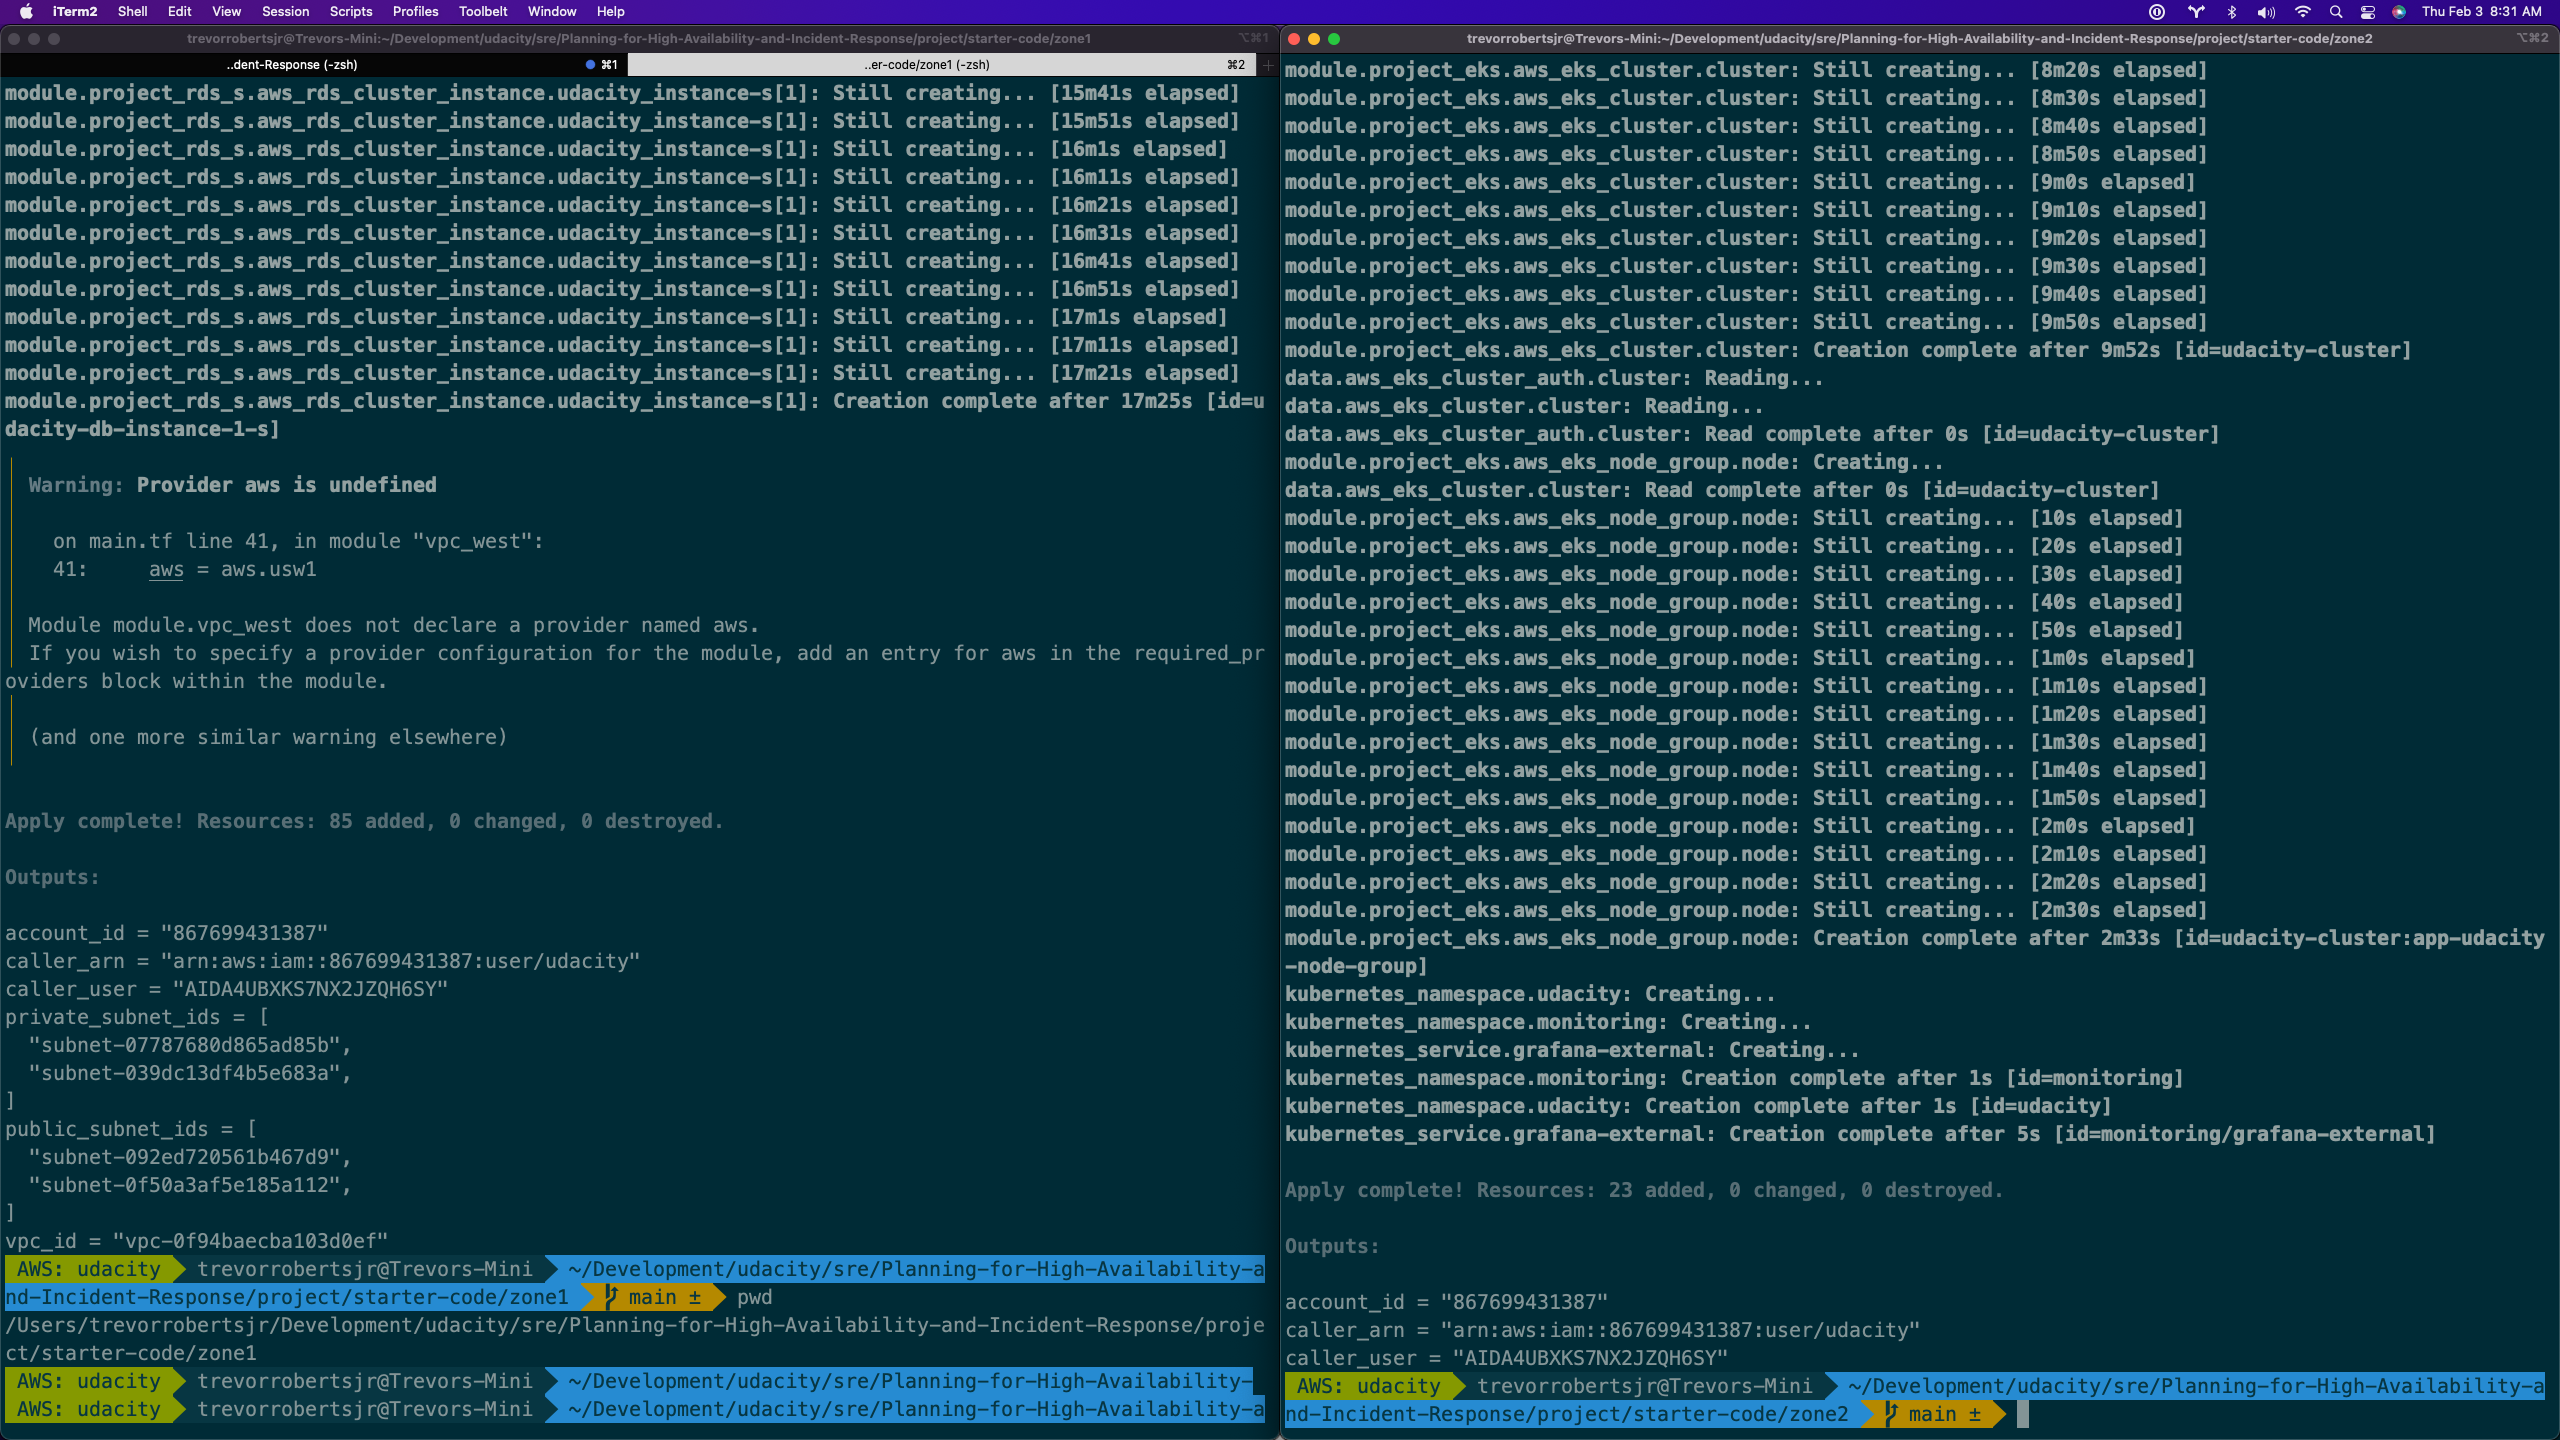 iTerm2 Shell Edit View Session Scripts Profiles Toolbelt Window Help Thu Feb 3 8:31 AM
trevorrobertsjr@Trevors-Mini:~/Development/udacity/sre/Planning-for-High-Availability-and-Incident-Response/project/starter-code/zone1 ⌥⌘1
..dent-Response (-zsh) ⌘1 ..er-code/zone1 (-zsh) ⌘2 +
module.project_rds_s.aws_rds_cluster_instance.udacity_instance-s[1]: Still creating... [15m41s elapsed]
module.project_rds_s.aws_rds_cluster_instance.udacity_instance-s[1]: Still creating... [15m51s elapsed]
module.project_rds_s.aws_rds_cluster_instance.udacity_instance-s[1]: Still creating... [16m1s elapsed]
module.project_rds_s.aws_rds_cluster_instance.udacity_instance-s[1]: Still creating... [16m11s elapsed]
module.project_rds_s.aws_rds_cluster_instance.udacity_instance-s[1]: Still creating... [16m21s elapsed]
module.project_rds_s.aws_rds_cluster_instance.udacity_instance-s[1]: Still creating... [16m31s elapsed]
module.project_rds_s.aws_rds_cluster_instance.udacity_instance-s[1]: Still creating... [16m41s elapsed]
module.project_rds_s.aws_rds_cluster_instance.udacity_instance-s[1]: Still creating... [16m51s elapsed]
module.project_rds_s.aws_rds_cluster_instance.udacity_instance-s[1]: Still creating... [17m1s elapsed]
module.project_rds_s.aws_rds_cluster_instance.udacity_instance-s[1]: Still creating... [17m11s elapsed]
module.project_rds_s.aws_rds_cluster_instance.udacity_instance-s[1]: Still creating... [17m21s elapsed]
module.project_rds_s.aws_rds_cluster_instance.udacity_instance-s[1]: Creation complete after 17m25s [id=u
dacity-db-instance-1-s]
Warning: Provider aws is undefined
on main.tf line 41, in module "vpc_west":
41: aws = aws.usw1
Module module.vpc_west does not declare a provider named aws.
If you wish to specify a provider configuration for the module, add an entry for aws in the required_pr
oviders block within the module.
(and one more similar warning elsewhere)
Apply complete! Resources: 85 added, 0 changed, 0 destroyed.
Outputs:
account_id = "867699431387"
caller_arn = "arn:aws:iam::867699431387:user/udacity"
caller_user = "AIDA4UBXKS7NX2JZQH6SY"
private_subnet_ids = [
"subnet-07787680d865ad85b",
"subnet-039dc13df4b5e683a",
]
public_subnet_ids = [
"subnet-092ed720561b467d9",
"subnet-0f50a3af5e185a112",
]
vpc_id = "vpc-0f94baecba103d0ef"
AWS: udacity trevorrobertsjr@Trevors-Mini ~/Development/udacity/sre/Planning-for-High-Availability-a
nd-Incident-Response/project/starter-code/zone1 main ± pwd
/Users/trevorrobertsjr/Development/udacity/sre/Planning-for-High-Availability-and-Incident-Response/proje
ct/starter-code/zone1
AWS: udacity trevorrobertsjr@Trevors-Mini ~/Development/udacity/sre/Planning-for-High-Availability-
AWS: udacity trevorrobertsjr@Trevors-Mini ~/Development/udacity/sre/Planning-for-High-Availability-a
trevorrobertsjr@Trevors-Mini:~/Development/udacity/sre/Planning-for-High-Availability-and-Incident-Response/project/starter-code/zone2 ⌥⌘2
module.project_eks.aws_eks_cluster.cluster: Still creating... [8m20s elapsed]
module.project_eks.aws_eks_cluster.cluster: Still creating... [8m30s elapsed]
module.project_eks.aws_eks_cluster.cluster: Still creating... [8m40s elapsed]
module.project_eks.aws_eks_cluster.cluster: Still creating... [8m50s elapsed]
module.project_eks.aws_eks_cluster.cluster: Still creating... [9m0s elapsed]
module.project_eks.aws_eks_cluster.cluster: Still creating... [9m10s elapsed]
module.project_eks.aws_eks_cluster.cluster: Still creating... [9m20s elapsed]
module.project_eks.aws_eks_cluster.cluster: Still creating... [9m30s elapsed]
module.project_eks.aws_eks_cluster.cluster: Still creating... [9m40s elapsed]
module.project_eks.aws_eks_cluster.cluster: Still creating... [9m50s elapsed]
module.project_eks.aws_eks_cluster.cluster: Creation complete after 9m52s [id=udacity-cluster]
data.aws_eks_cluster_auth.cluster: Reading...
data.aws_eks_cluster.cluster: Reading...
data.aws_eks_cluster_auth.cluster: Read complete after 0s [id=udacity-cluster]
module.project_eks.aws_eks_node_group.node: Creating...
data.aws_eks_cluster.cluster: Read complete after 0s [id=udacity-cluster]
module.project_eks.aws_eks_node_group.node: Still creating... [10s elapsed]
module.project_eks.aws_eks_node_group.node: Still creating... [20s elapsed]
module.project_eks.aws_eks_node_group.node: Still creating... [30s elapsed]
module.project_eks.aws_eks_node_group.node: Still creating... [40s elapsed]
module.project_eks.aws_eks_node_group.node: Still creating... [50s elapsed]
module.project_eks.aws_eks_node_group.node: Still creating... [1m0s elapsed]
module.project_eks.aws_eks_node_group.node: Still creating... [1m10s elapsed]
module.project_eks.aws_eks_node_group.node: Still creating... [1m20s elapsed]
module.project_eks.aws_eks_node_group.node: Still creating... [1m30s elapsed]
module.project_eks.aws_eks_node_group.node: Still creating... [1m40s elapsed]
module.project_eks.aws_eks_node_group.node: Still creating... [1m50s elapsed]
module.project_eks.aws_eks_node_group.node: Still creating... [2m0s elapsed]
module.project_eks.aws_eks_node_group.node: Still creating... [2m10s elapsed]
module.project_eks.aws_eks_node_group.node: Still creating... [2m20s elapsed]
module.project_eks.aws_eks_node_group.node: Still creating... [2m30s elapsed]
module.project_eks.aws_eks_node_group.node: Creation complete after 2m33s [id=udacity-cluster:app-udacity
-node-group]
kubernetes_namespace.udacity: Creating...
kubernetes_namespace.monitoring: Creating...
kubernetes_service.grafana-external: Creating...
kubernetes_namespace.monitoring: Creation complete after 1s [id=monitoring]
kubernetes_namespace.udacity: Creation complete after 1s [id=udacity]
kubernetes_service.grafana-external: Creation complete after 5s [id=monitoring/grafana-external]
Apply complete! Resources: 23 added, 0 changed, 0 destroyed.
Outputs:
account_id = "867699431387"
caller_arn = "arn:aws:iam::867699431387:user/udacity"
caller_user = "AIDA4UBXKS7NX2JZQH6SY"
AWS: udacity trevorrobertsjr@Trevors-Mini ~/Development/udacity/sre/Planning-for-High-Availability-a
nd-Incident-Response/project/starter-code/zone2 main ±